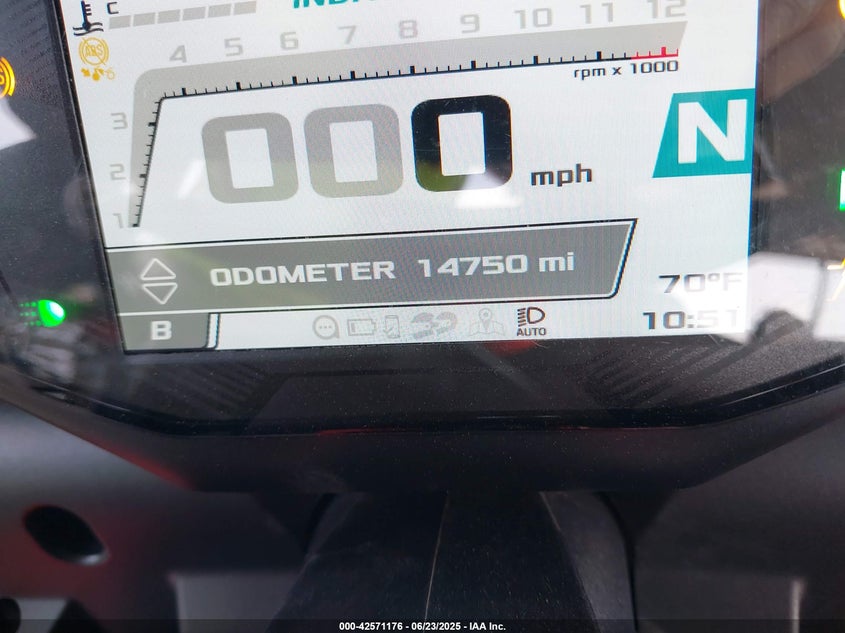 C
4 5 6 7 8 9 10 11 12
ABS
rpm x 1000
3
2
1
000 mph
N
ODOMETER 14750 mi
70°F
B
AUTO
10:51
000-42571176 - 06/23/2025 - IAA Inc.